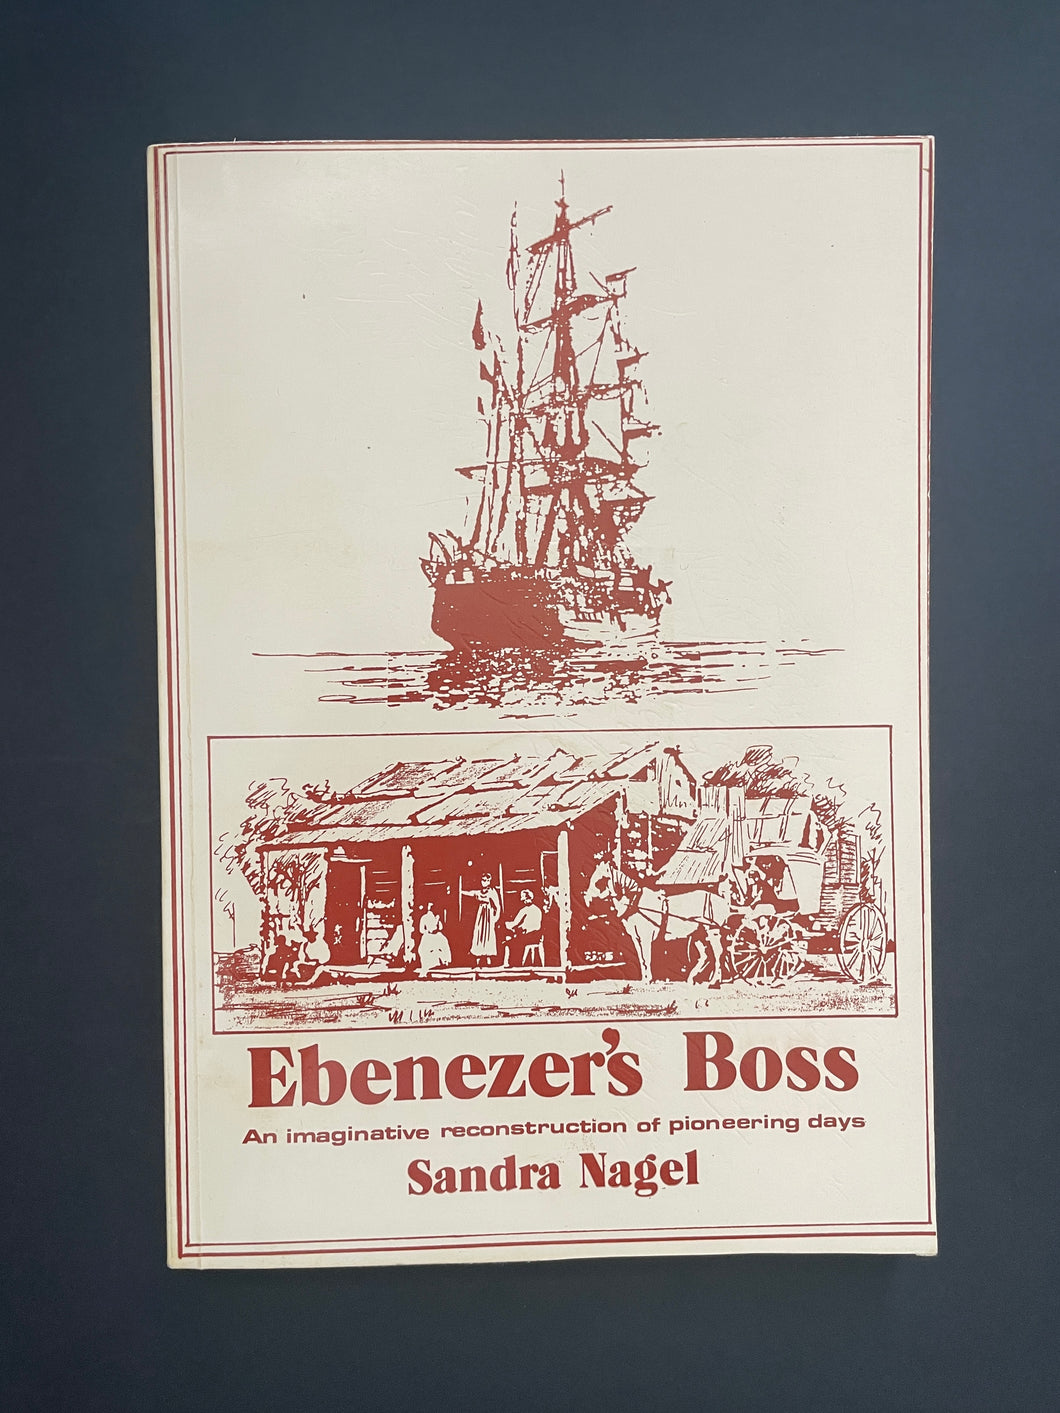 Ebenezer's Boss
An imaginative reconstruction of pioneering days
Sandra Nagel